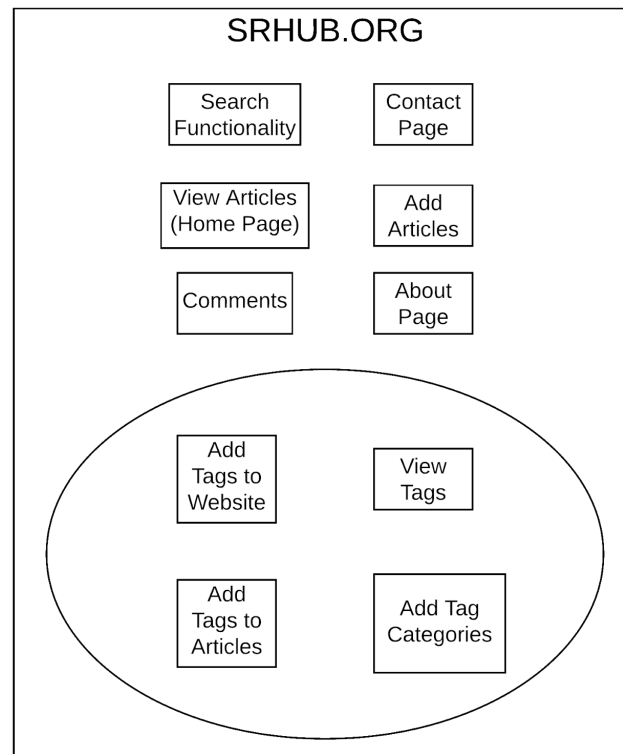 SRHUB.ORG
Search
Functionality
Contact
Page
View Articles
(Home Page)
Add
Articles
Comments
About
Page
Add
Tags to
Website
View
Tags
Add
Tags to
Articles
Add Tag
Categories